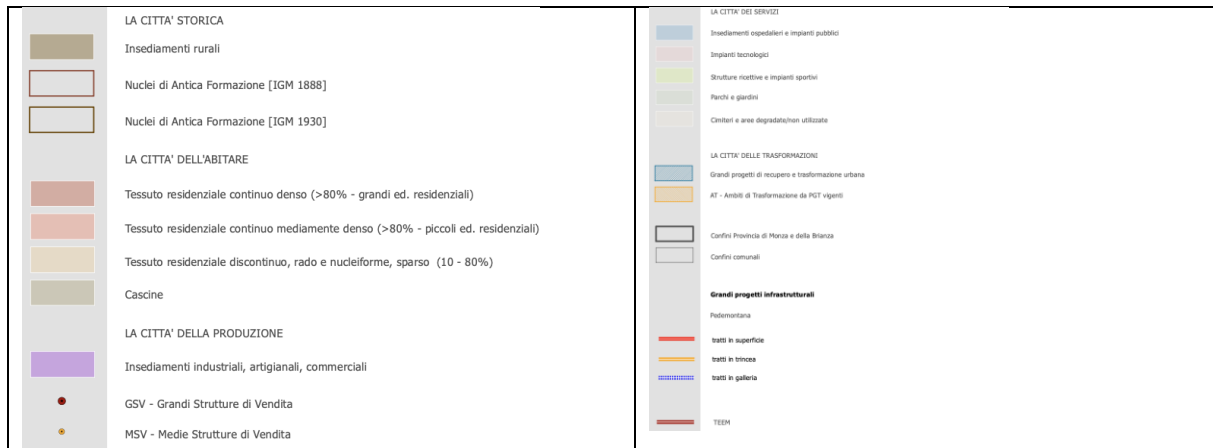 LA CITTA' STORICA
Insediamenti rurali
Nuclei di Antica Formazione [IGM 1888]
Nuclei di Antica Formazione [IGM 1930]
LA CITTA' DELL'ABITARE
Tessuto residenziale continuo denso (>80% - grandi ed. residenziali)
Tessuto residenziale continuo mediamente denso (>80% - piccoli ed. residenziali)
Tessuto residenziale discontinuo, rado e nucleiforme, sparso (10 - 80%)
Cascine
LA CITTA' DELLA PRODUZIONE
Insediamenti industriali, artigianali, commerciali
GSV - Grandi Strutture di Vendita
MSV - Medie Strutture di Vendita
LA CITTA' DEI SERVIZI
Insediamenti ospedalieri e impianti pubblici
Impianti tecnologici
Strutture ricettive e impianti sportivi
Parchi e giardini
Cimiteri e aree degradate/non utilizzate
LA CITTA' DELLE TRASFORMAZIONI
Grandi progetti di recupero e trasformazione urbana
AT - Ambiti di Trasformazione da PGT vigenti
Confini Provincia di Monza e della Brianza
Confini comunali
Grandi progetti infrastrutturali
Pedemontana
tratti in superficie
tratti in trincea
tratti in galleria
TEEM